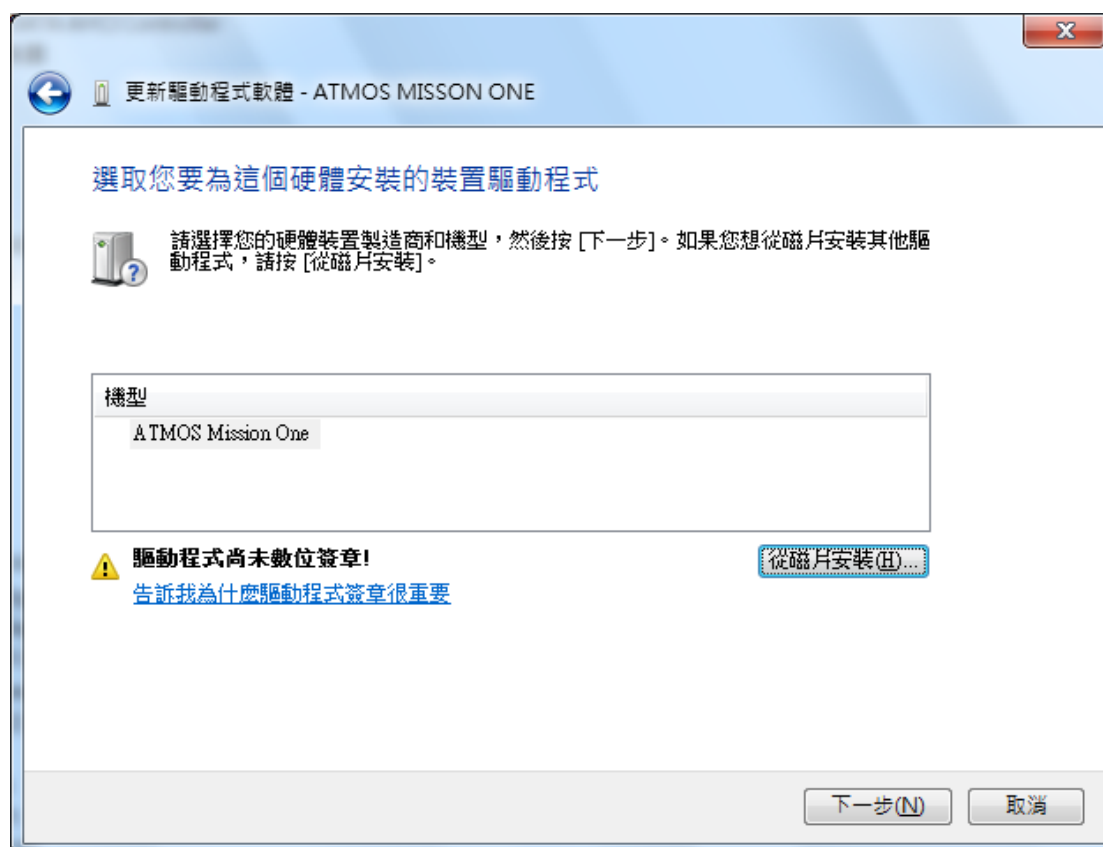 更新驅動程式軟體 - ATMOS MISSON ONE
選取您要為這個硬體安裝的裝置驅動程式
請選擇您的硬體裝置製造商和機型，然後按 [下一步]。如果您想從磁片安裝其他驅
動程式，請按 [從磁片安裝]。
機型
ATMOS Mission One
驅動程式尚未數位簽章!
從磁片安裝(H)...
告訴我為什麼驅動程式簽章很重要
下一步(N)
取消